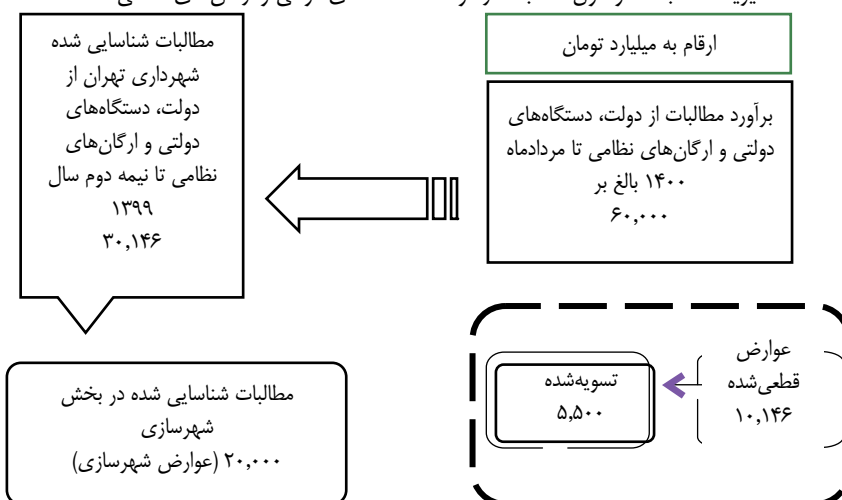 ارقام به میلیارد تومان
برآورد مطالبات از دولت، دستگاه‌های
دولتی و ارگان‌های نظامی تا مردادماه
۱۴۰۰ بالغ بر
۶۰,۰۰۰
مطالبات شناسایی شده
شهرداری تهران از
دولت، دستگاه‌های
دولتی و ارگان‌های
نظامی تا نیمه دوم سال
۱۳۹۹
۳۰,۱۴۶
عوارض
قطعی‌شده
۱۰,۱۴۶
تسویه‌شده
۵,۵۰۰
مطالبات شناسایی شده در بخش
شهرسازی
۲۰,۰۰۰ (عوارض شهرسازی)